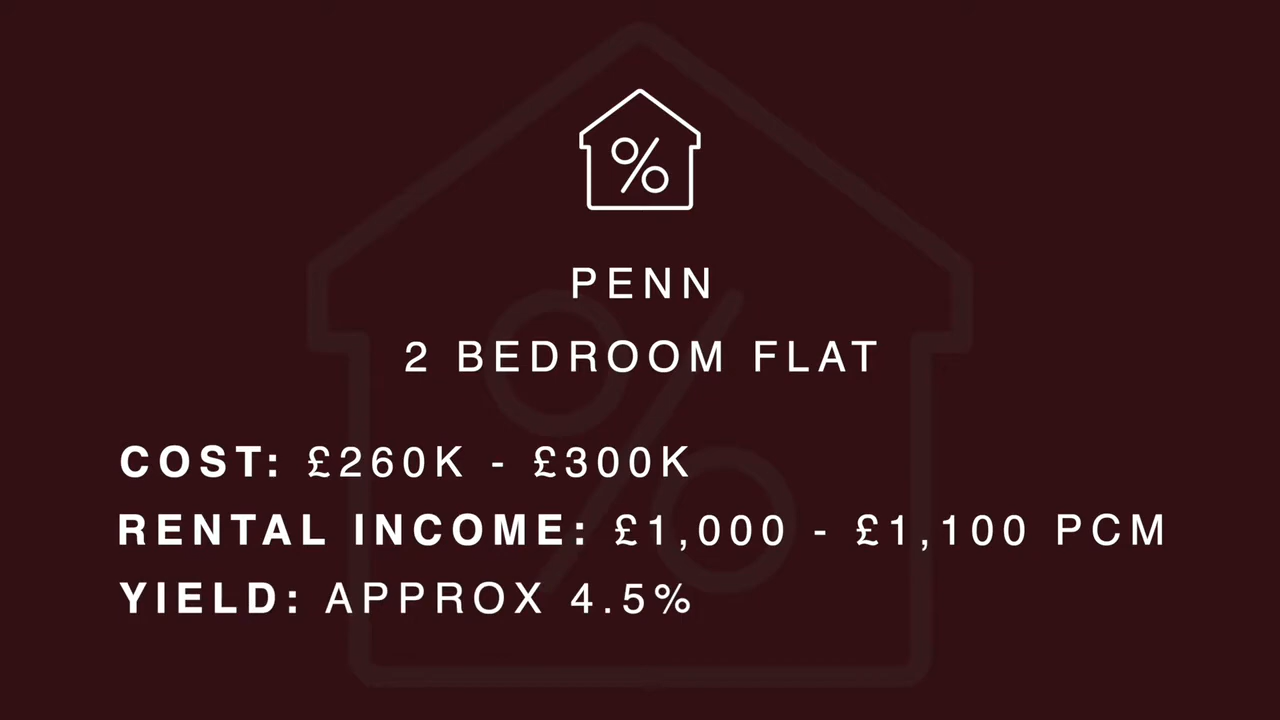 PENN
2 BEDROOM FLAT
COST: £260K - £300K
RENTAL INCOME: £1,000 - £1,100 PCM
YIELD: APPROX 4.5%